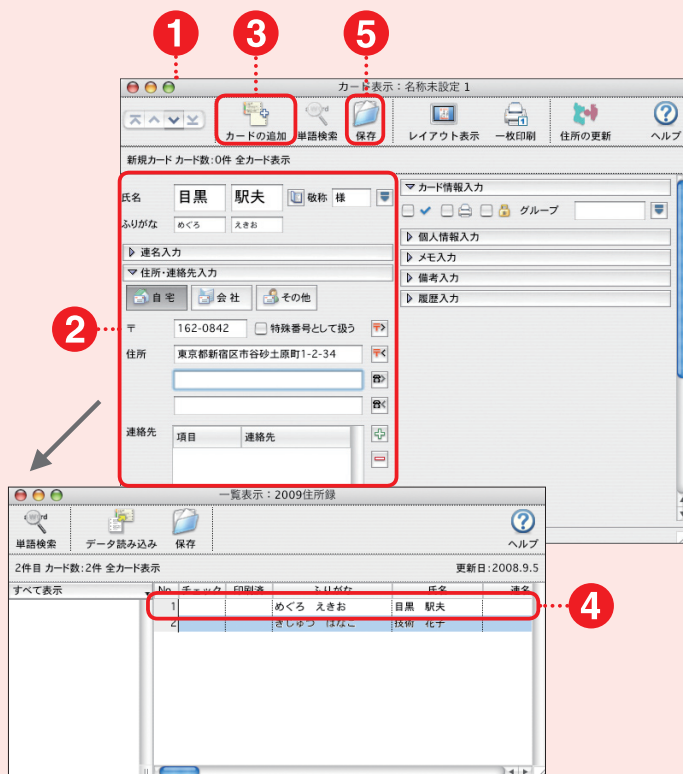 1 3 5
カード表示：名称未設定 1
カードの追加 単語検索 保存 レイアウト表示 一枚印刷 住所の更新 ヘルプ
新規カード カード数:0件 全カード表示
氏名 目黒 駅夫 敬称 様
ふりがな めぐろ えきお
▷ 連名入力
▽ 住所・連絡先入力
自宅 会社 その他
2
〒 162-0842 特殊番号として扱う
住所 東京都新宿区市谷砂土原町1-2-34
連絡先 項目 連絡先
▽ カード情報入力
グループ
▷ 個人情報入力
▷ メモ入力
▷ 備考入力
▷ 履歴入力
一覧表示：2009住所録
単語検索 データ読み込み 保存 ヘルプ
2件目 カード数:2件 全カード表示 更新日:2008.9.5
すべて表示 No. チェック 印刷済 ふりがな 氏名 連名
1 めぐろ えきお 目黒 駅夫
4
2 ぎじゅつ はなこ 技術 花子